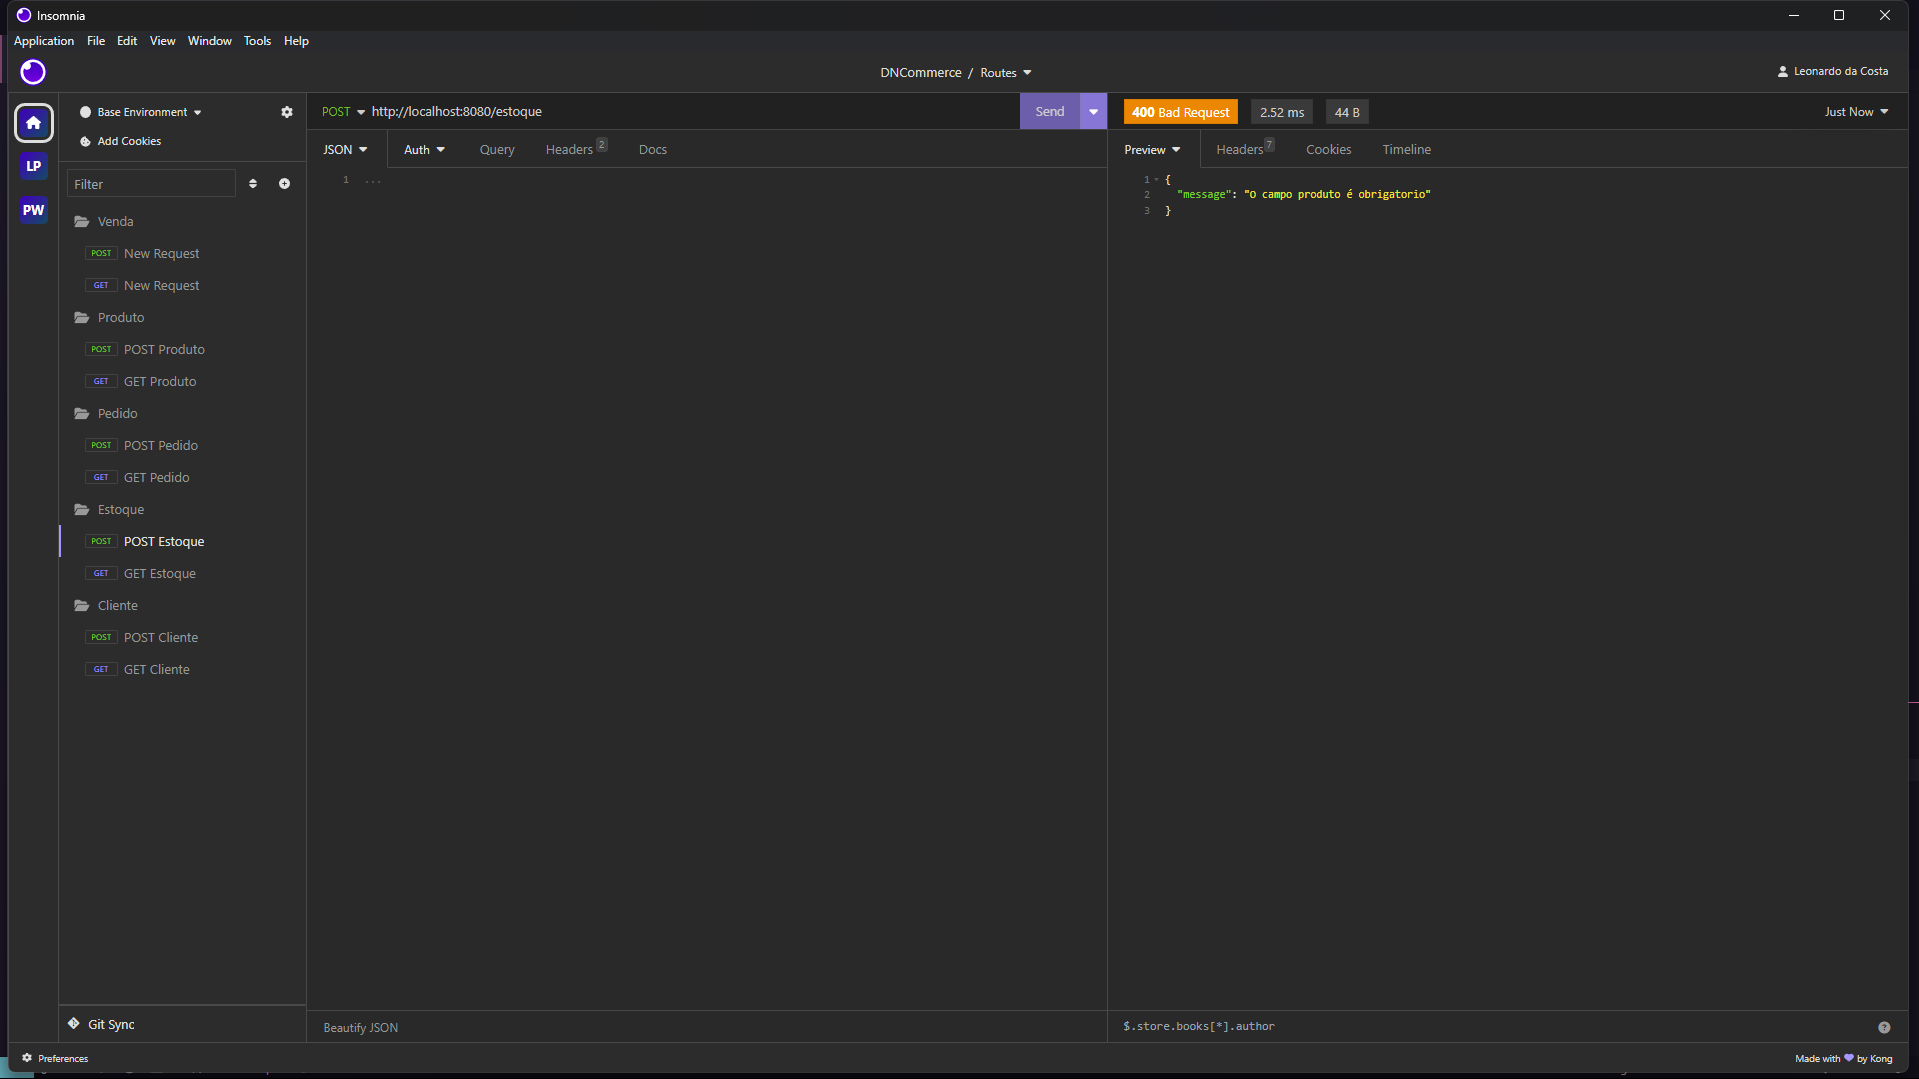 Insomnia
Application File Edit View Window Tools Help
DNCommerce / Routes
Leonardo da Costa
LP
PW
Base Environment
Add Cookies
Filter
Venda
POST New Request
GET New Request
Produto
POST POST Produto
GET GET Produto
Pedido
POST POST Pedido
GET GET Pedido
Estoque
POST POST Estoque
GET GET Estoque
Cliente
POST POST Cliente
GET GET Cliente
Git Sync
POST http://localhost:8080/estoque Send
JSON Auth Query Headers 2 Docs
1 ...
Beautify JSON
400 Bad Request 2.52 ms 44 B Just Now
Preview Headers 7 Cookies Timeline
1 {
2 "message": "O campo produto é obrigatorio"
3 }
$.store.books[*].author
Preferences
Made with 💜 by Kong